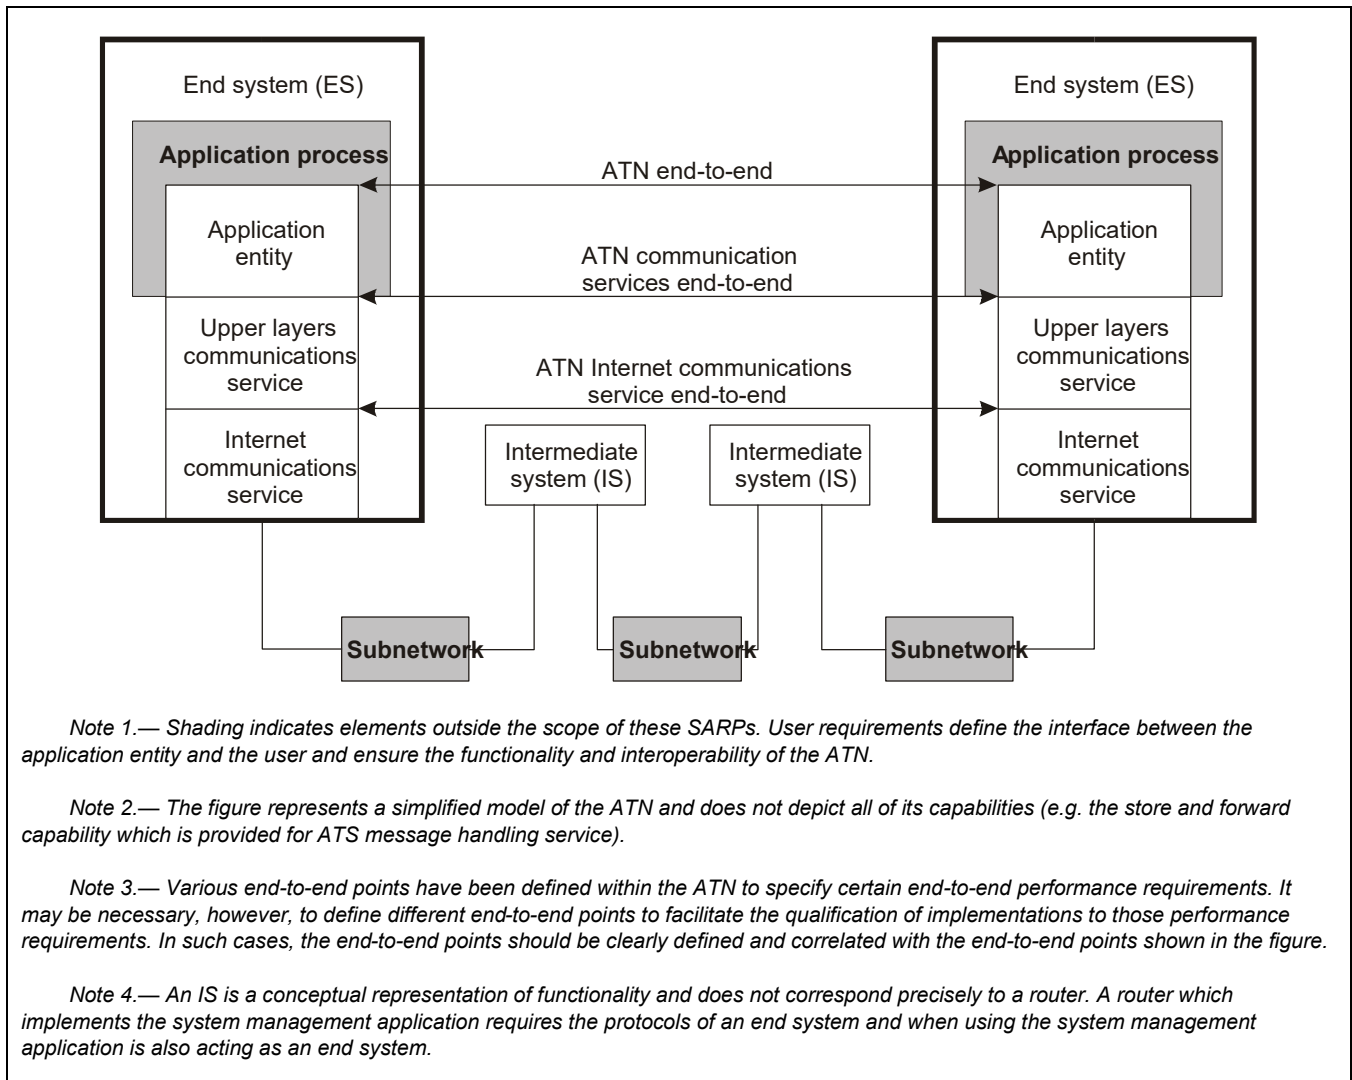 End system (ES)
End system (ES)
Application process
Application process
ATN end-to-end
Application
entity
Application
entity
ATN communication
services end-to-end
Upper layers
communications
service
Upper layers
communications
service
ATN Internet communications
service end-to-end
Internet
communications
service
Intermediate
system (IS)
Intermediate
system (IS)
Internet
communications
service
Subnetwork
Subnetwork
Subnetwork
Note 1.— Shading indicates elements outside the scope of these SARPs. User requirements define the interface between the
application entity and the user and ensure the functionality and interoperability of the ATN.
Note 2.— The figure represents a simplified model of the ATN and does not depict all of its capabilities (e.g. the store and forward
capability which is provided for ATS message handling service).
Note 3.— Various end-to-end points have been defined within the ATN to specify certain end-to-end performance requirements. It
may be necessary, however, to define different end-to-end points to facilitate the qualification of implementations to those performance
requirements. In such cases, the end-to-end points should be clearly defined and correlated with the end-to-end points shown in the figure.
Note 4.— An IS is a conceptual representation of functionality and does not correspond precisely to a router. A router which
implements the system management application requires the protocols of an end system and when using the system management
application is also acting as an end system.